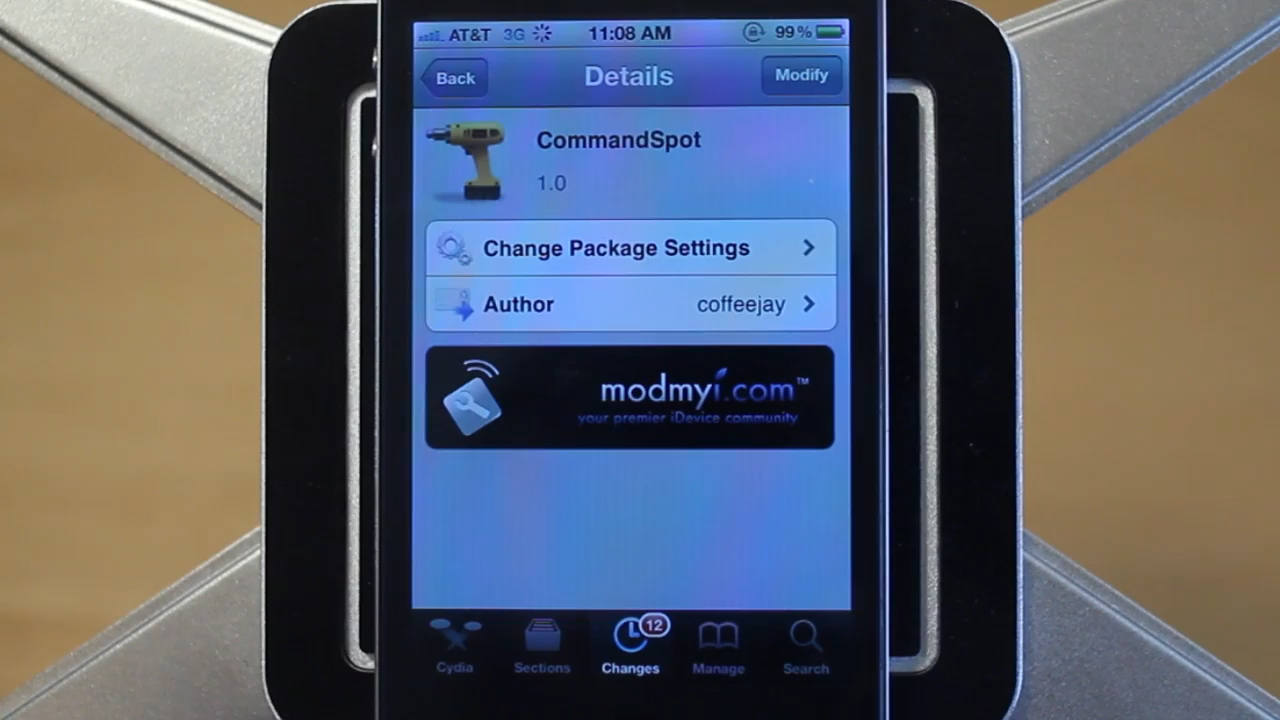 AT&T 3G 11:08 AM 99%
Back Details Modify
CommandSpot
1.0
Change Package Settings
Author coffeejay
modmyi.com™
your premier iDevice community
12
Cydia Sections Changes Manage Search